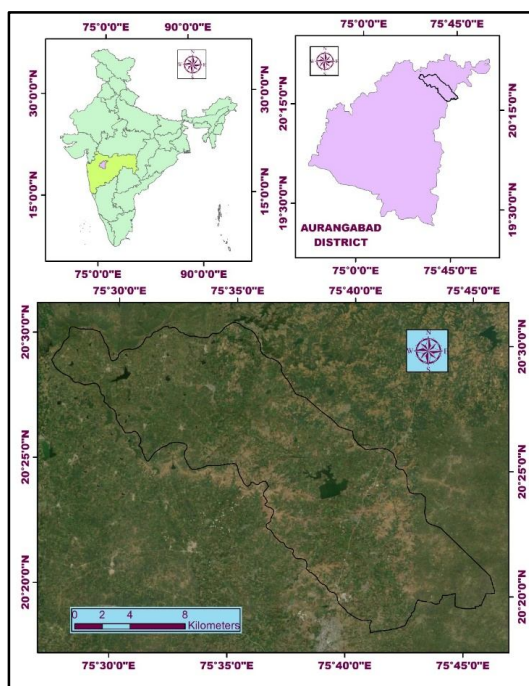 75°0'0"E 90°0'0"E
75°0'0"E 75°45'0"E
30°0'0"N 30°0'0"N
15°0'0"N 15°0'0"N
20°15'0"N 20°15'0"N
19°30'0"N 19°30'0"N
AURANGABAD
DISTRICT
75°0'0"E 90°0'0"E
75°0'0"E 75°45'0"E
75°30'0"E 75°35'0"E 75°40'0"E 75°45'0"E
N
W E
S
20°30'0"N 20°30'0"N
20°25'0"N 20°25'0"N
20°20'0"N 20°20'0"N
0 2 4 8
Kilometers
75°30'0"E 75°35'0"E 75°40'0"E 75°45'0"E